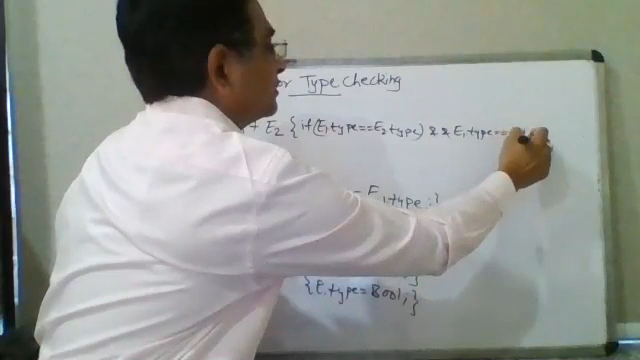 or Type Checking
+ E2 {if(E1.type==E2.type) && E1.type==
= E1.type;}
}
{E.type=Bool;}